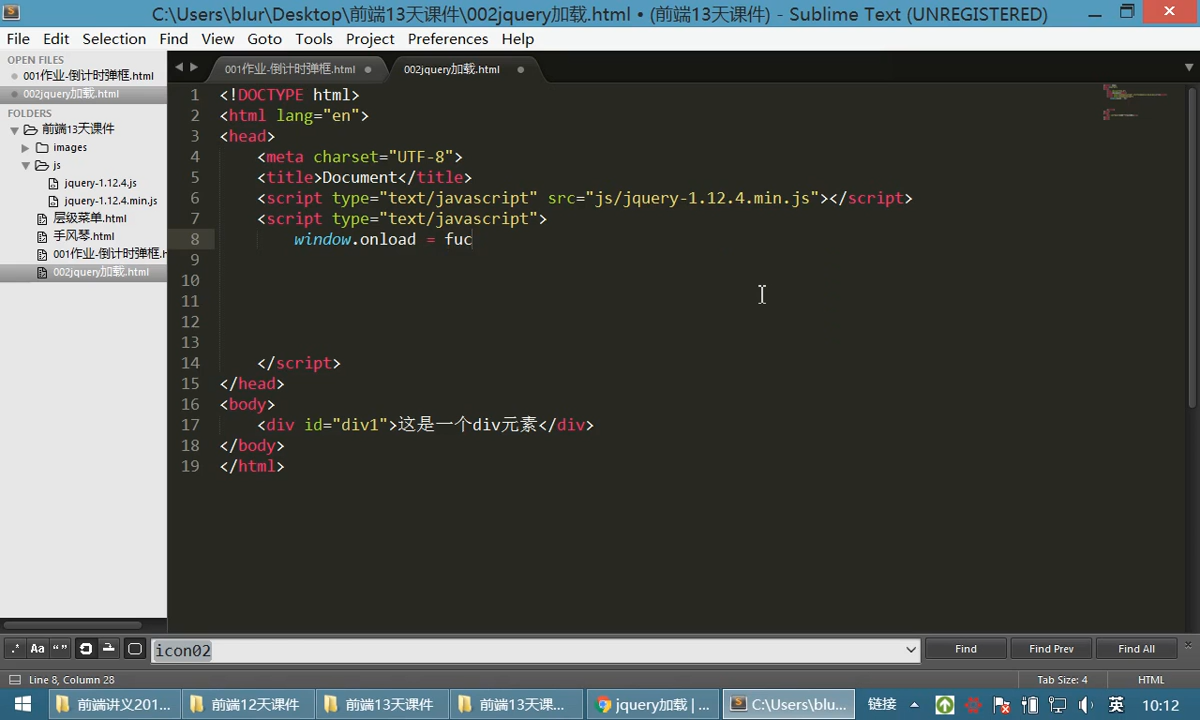 C:\Users\blur\Desktop\前端13天课件\002jquery加载.html • (前端13天课件) - Sublime Text (UNREGISTERED)
File Edit Selection Find View Goto Tools Project Preferences Help
OPEN FILES
001作业-倒计时弹框.html
002jquery加载.html
FOLDERS
前端13天课件
images
js
jquery-1.12.4.js
jquery-1.12.4.min.js
层级菜单.html
手风琴.html
001作业-倒计时弹框.h
002jquery加载.html
001作业-倒计时弹框.html
002jquery加载.html
1 <!DOCTYPE html>
2 <html lang="en">
3 <head>
4 <meta charset="UTF-8">
5 <title>Document</title>
6 <script type="text/javascript" src="js/jquery-1.12.4.min.js"></script>
7 <script type="text/javascript">
8 window.onload = fuc
9
10
11
12
13
14 </script>
15 </head>
16 <body>
17 <div id="div1">这是一个div元素</div>
18 </body>
19 </html>
.* Aa “” icon02 Find Find Prev Find All
Line 8, Column 28 Tab Size: 4 HTML
前端讲义201... 前端12天课件 前端13天课件 前端13天课... jquery加载 | ... C:\Users\blu... 链接 英 10:12